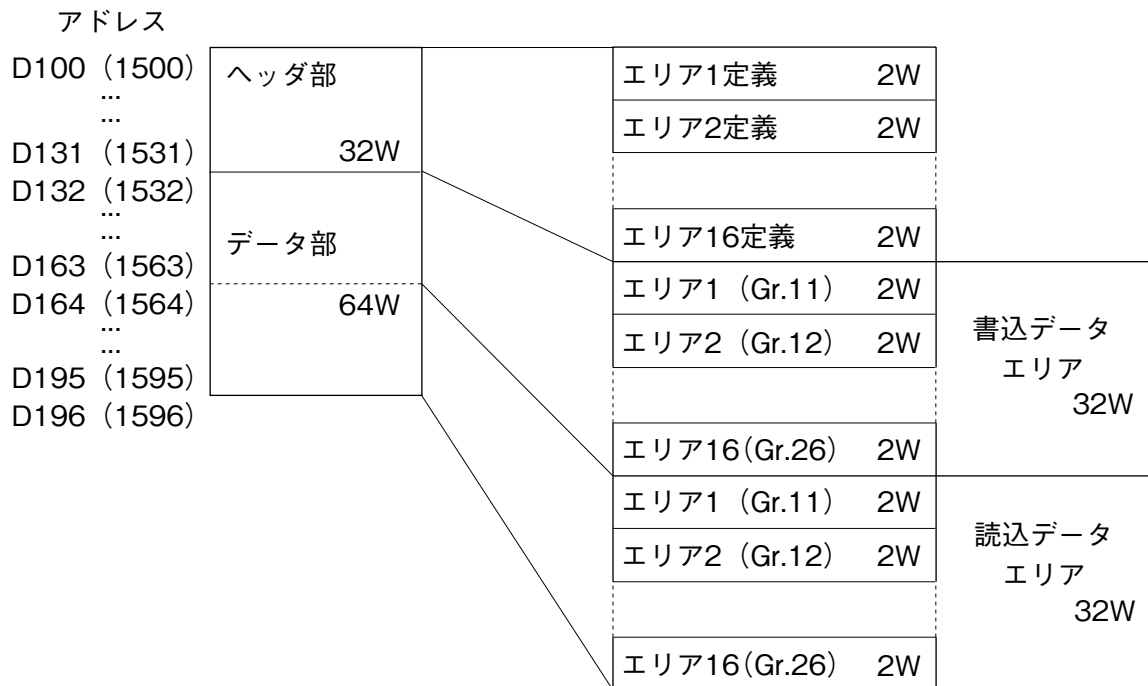 アドレス
D100（1500）
...
...
D131（1531）
D132（1532）
...
...
D163（1563）
D164（1564）
...
...
D195（1595）
D196（1596）
ヘッダ部
32W
データ部
64W
エリア1定義 2W
エリア2定義 2W
エリア16定義 2W
エリア1（Gr.11） 2W
エリア2（Gr.12） 2W
エリア16（Gr.26） 2W
エリア1（Gr.11） 2W
エリア2（Gr.12） 2W
エリア16（Gr.26） 2W
書込データ
エリア
32W
読込データ
エリア
32W